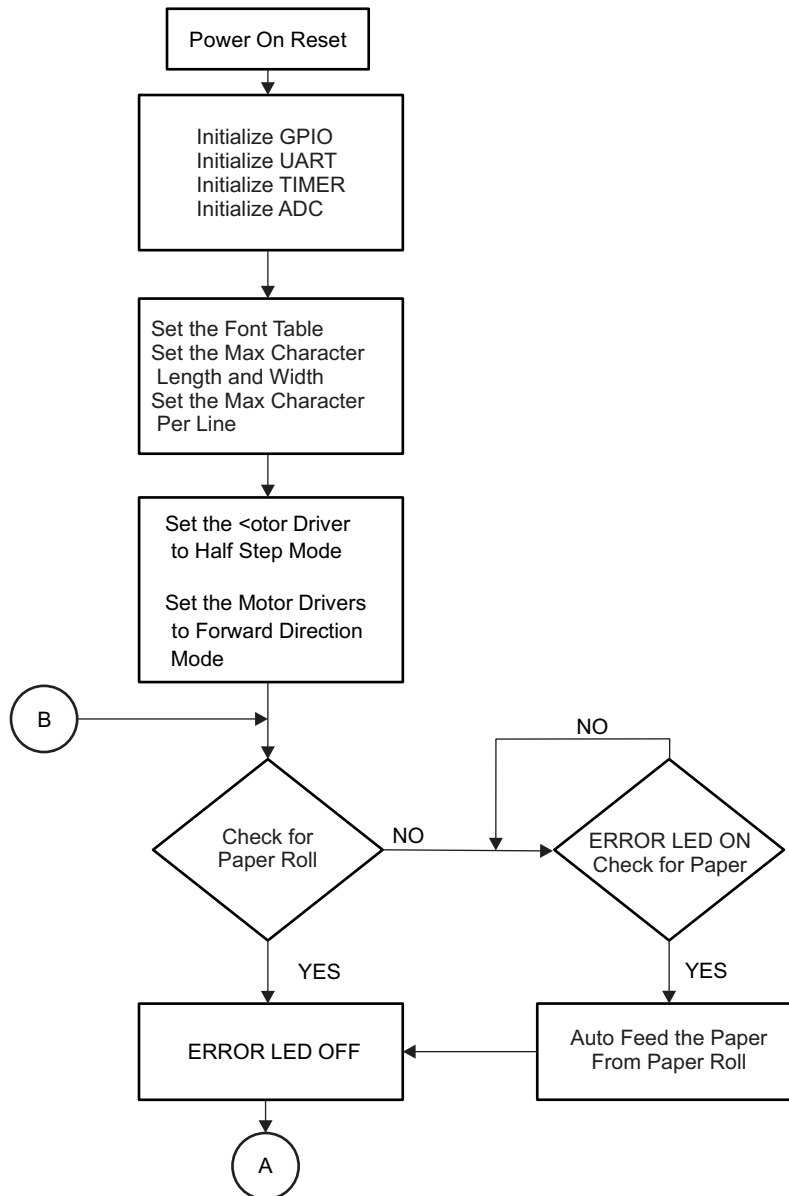 Power On Reset
Initialize GPIO
Initialize UART
Initialize TIMER
Initialize ADC
Set the Font Table
Set the Max Character
Length and Width
Set the Max Character
Per Line
Set the <otor Driver
to Half Step Mode
Set the Motor Drivers
to Forward Direction
Mode
B
NO
Check for
Paper Roll
NO
ERROR LED ON
Check for Paper
YES
YES
ERROR LED OFF
Auto Feed the Paper
From Paper Roll
A